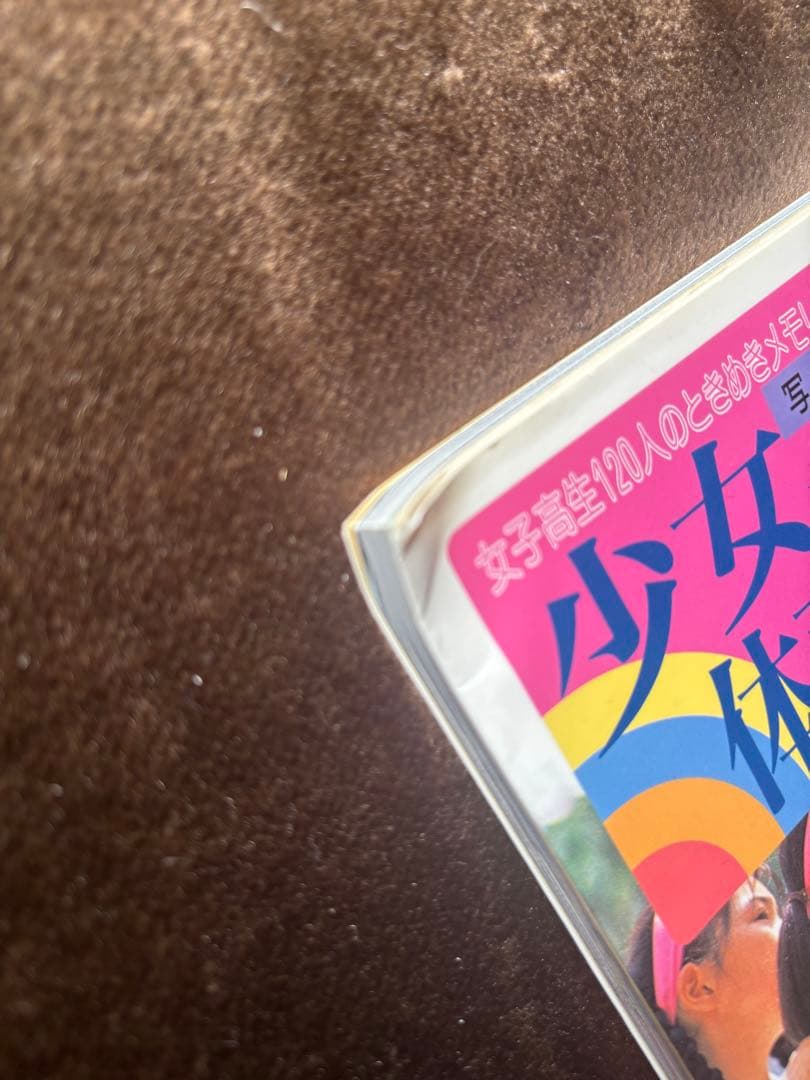 女子高生120人のときめきメモ
写
少女
体